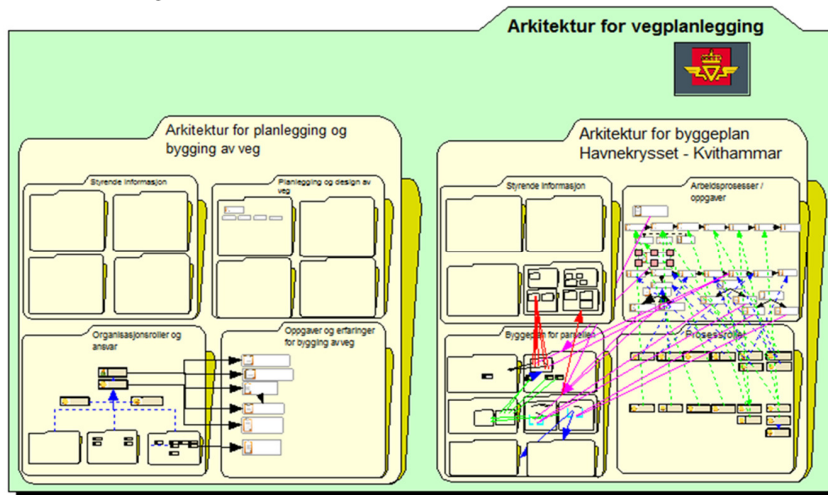 Arkitektur for vegplanlegging
Arkitektur for planlegging og
bygging av veg
Styrende informasjon
Planlegging og design av
veg
Organisasjonsroller og
ansvar
Oppgaver og erfaringer
for bygging av veg
Arkitektur for byggeplan
Havnekrysset - Kvithammar
Styrende informasjon
Arbeidsprosesser /
oppgaver
Byggeplan for parsellen
Prosessroller